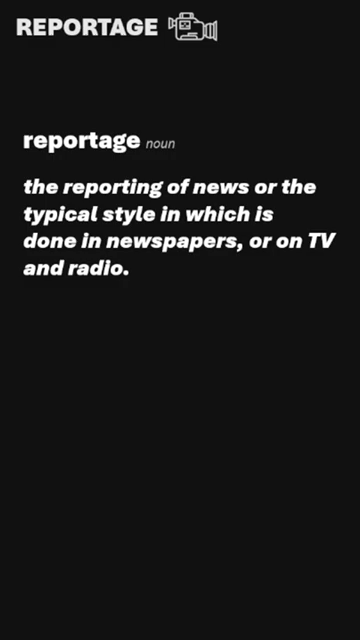 REPORTAGE
reportage noun
the reporting of news or the
typical style in which is
done in newspapers, or on TV
and radio.